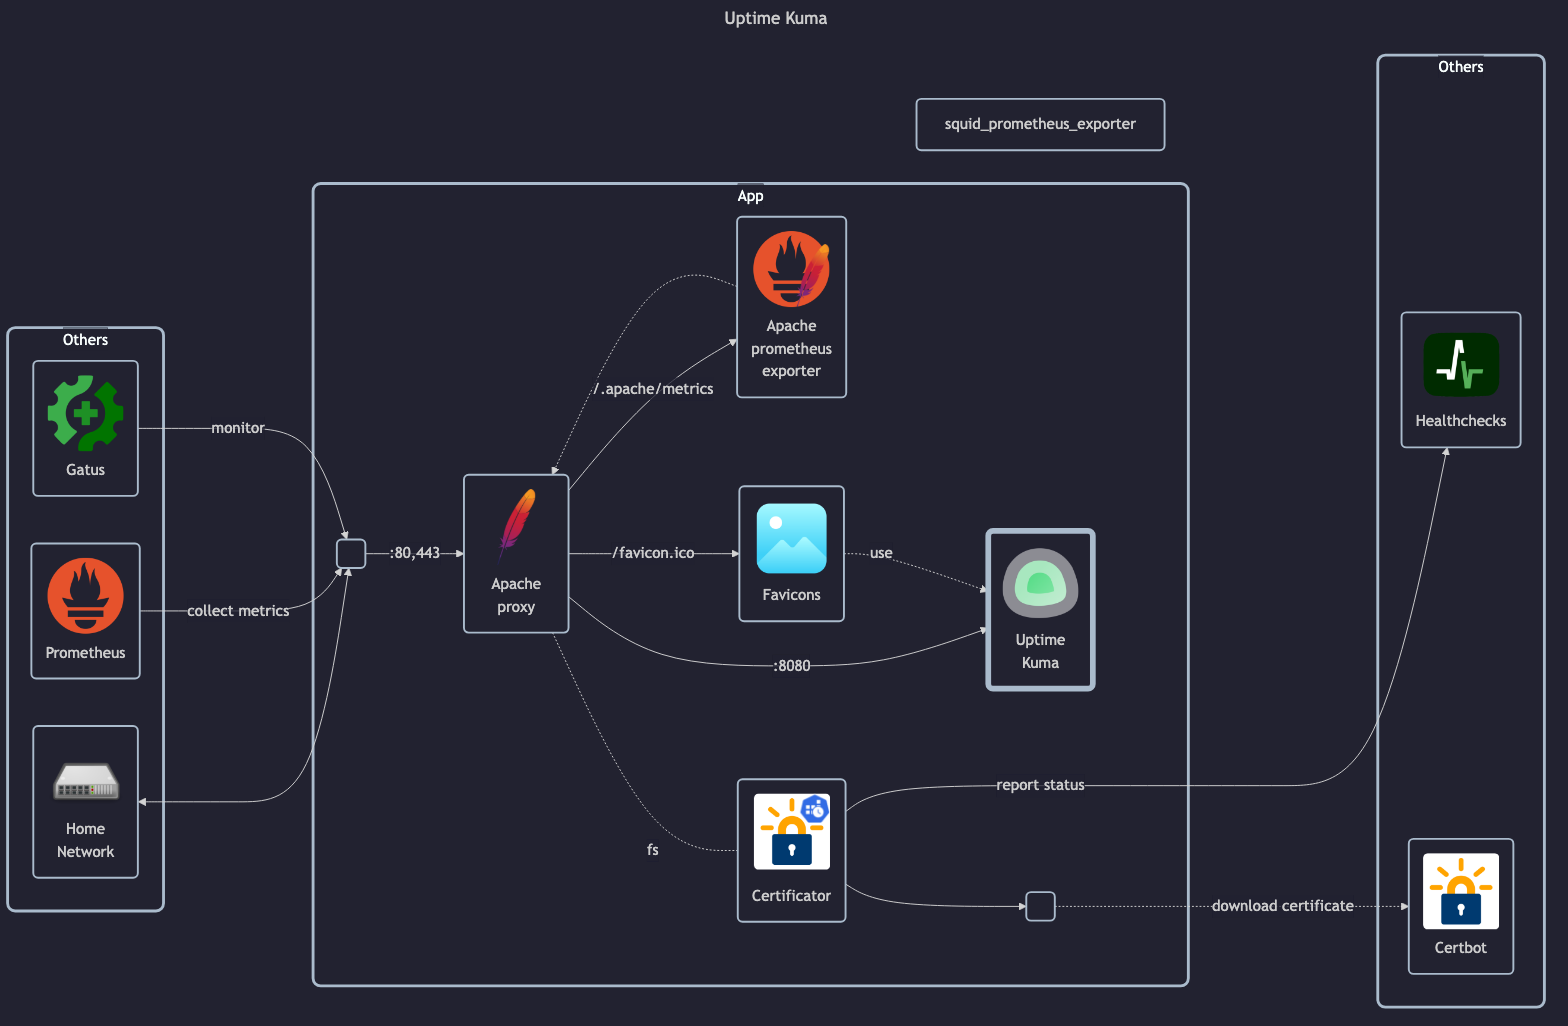 Uptime Kuma
Others
squid_prometheus_exporter
App
Apache
prometheus
exporter
Others
Gatus
monitor
/.apache/metrics
Healthchecks
Prometheus
collect metrics
:80,443
Apache
proxy
/favicon.ico
Favicons
use
Uptime
Kuma
:8080
Home
Network
fs
Certificator
report status
download certificate
Certbot